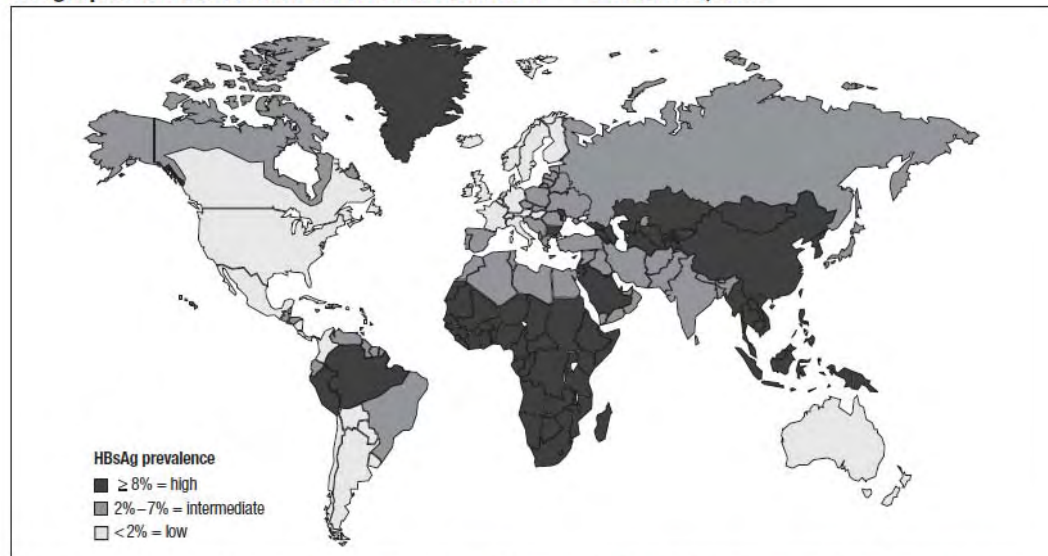 HBsAg prevalence
≥ 8% = high
2%–7% = intermediate
<2% = low